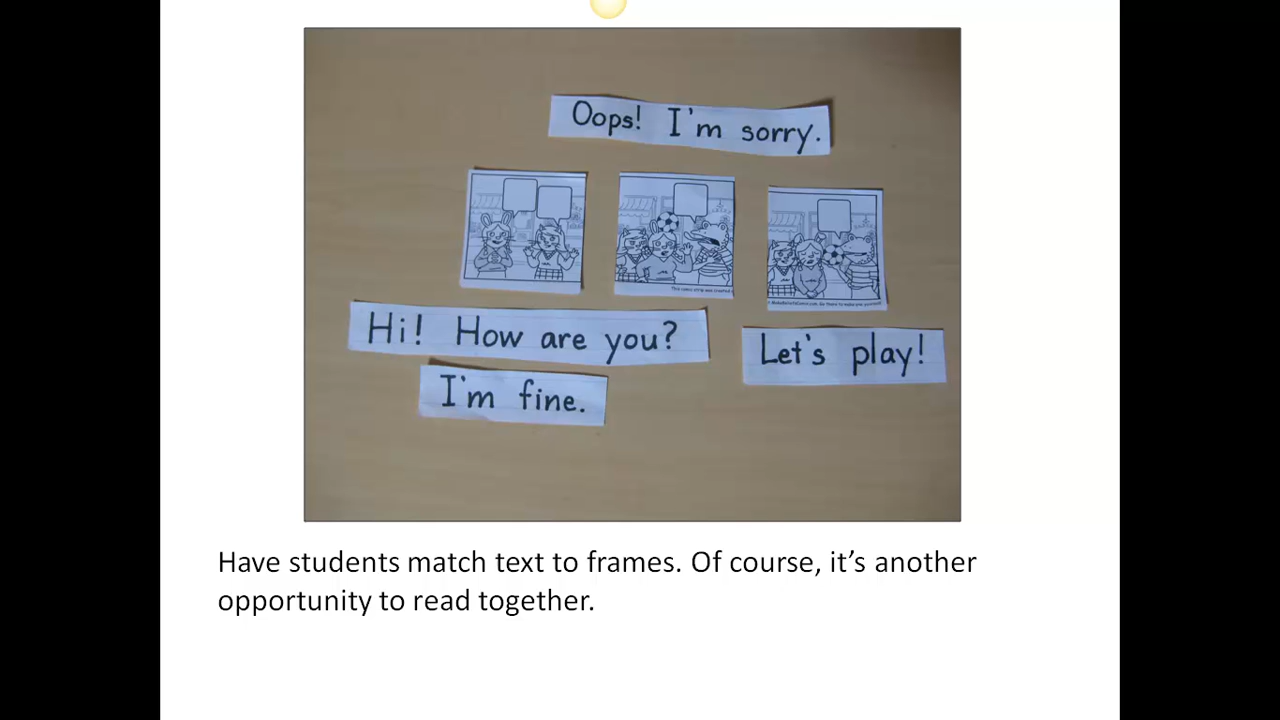 Oops! I'm sorry.
Hi! How are you?
Let's play!
I'm fine.
Have students match text to frames. Of course, it's another
opportunity to read together.